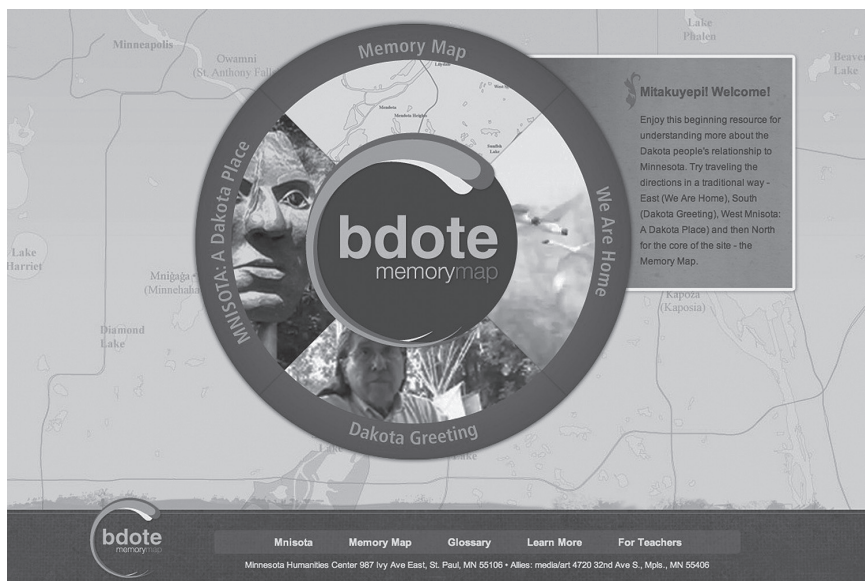 Minneapolis
Owamni
(St. Anthony Falls
Lake
Phalen
Beaver
Lake
Memory Map
Mendota
Mendota Heights
Mitakuyepi! Welcome!
Enjoy this beginning resource for
understanding more about the
Dakota people's relationship to
Minnesota. Try traveling the
directions in a traditional way -
East (We Are Home), South
(Dakota Greeting), West Mnisota:
A Dakota Place) and then North
for the core of the site - the
Memory Map.
MNISOTA: A Dakota Place
We Are Home
bdote
memorymap
Lake
Harriet
(Minnehaha
Kapoza
(Kaposia)
Diamond
Lake
Dakota Greeting
Lake
Lake
bdote
memorymap
Mnisota Memory Map Glossary Learn More For Teachers
Minnesota Humanities Center 987 Ivy Ave East, St. Paul, MN 55106 • Allies: media/art 4720 32nd Ave S., Mpls., MN 55406